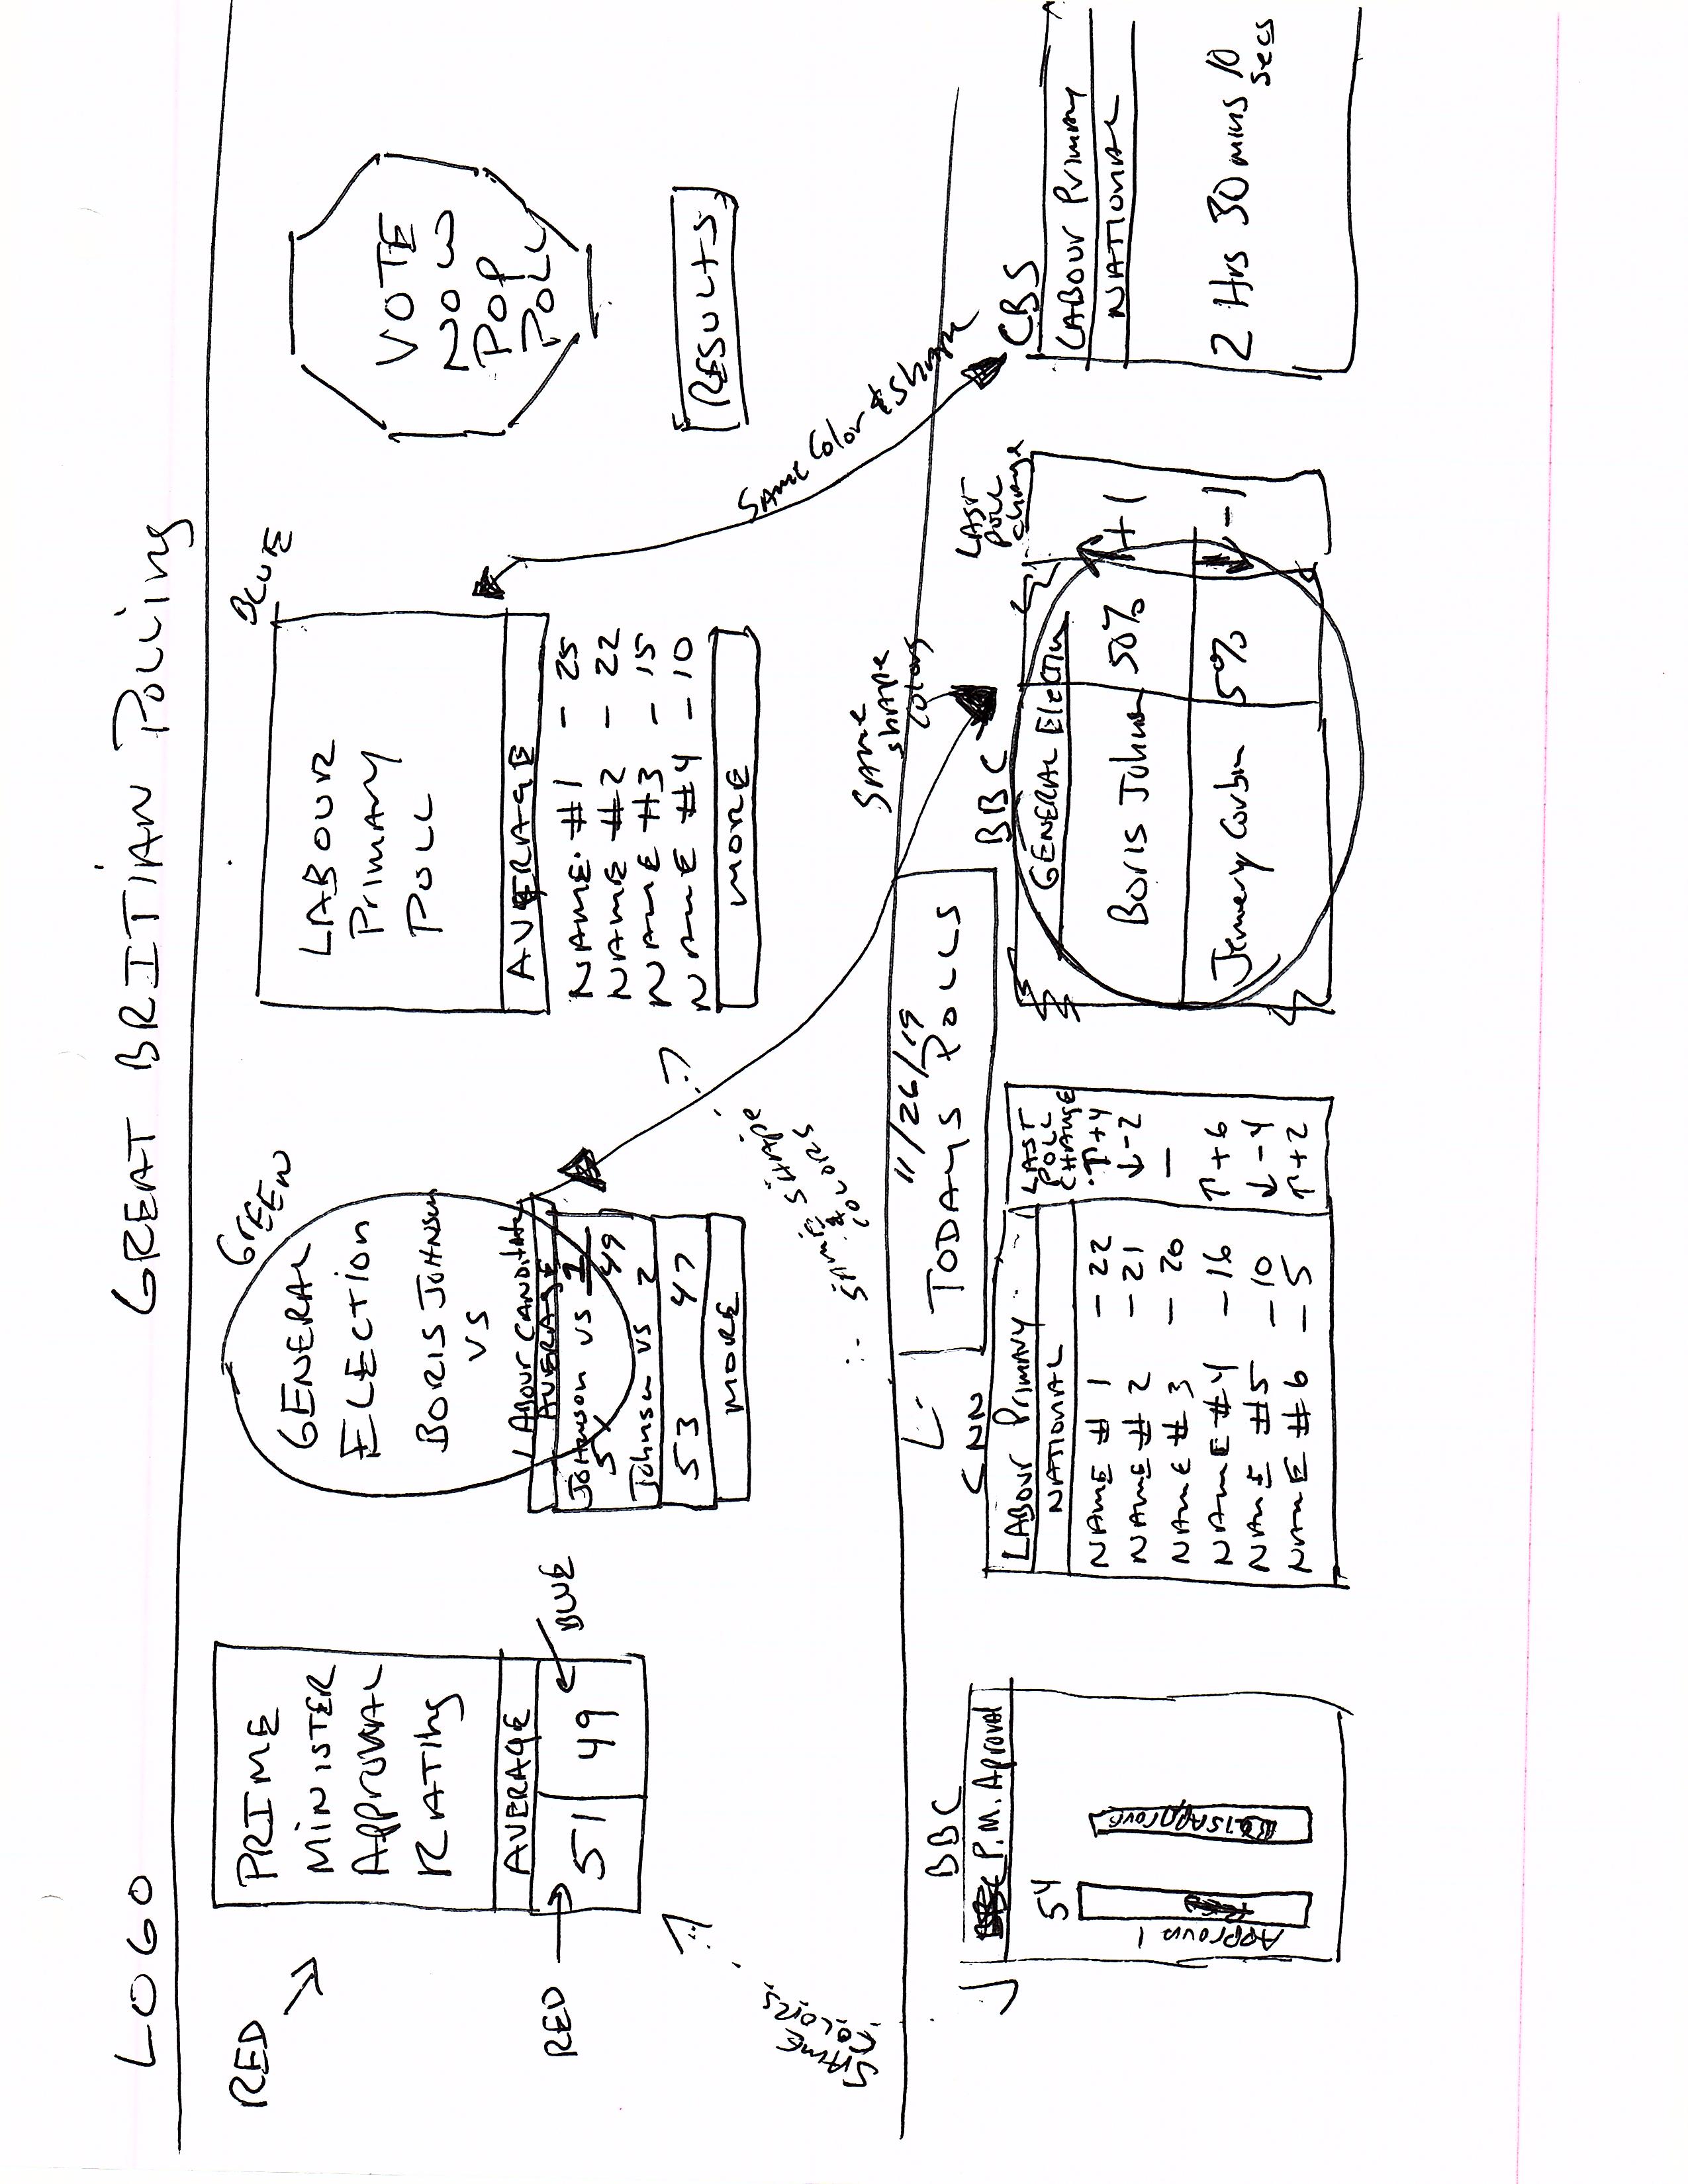 LOGO GREAT BRITIAN POLLING
RED
PRIME
MINISTER
APPROVAL
RATING
AVERAGE
51 49
RED
BLUE
SAME
COLORS
GREEN
GENERAL
ELECTION
BORIS JOHNSON
VS
LABOUR CANDITATE
AVERAGE
JOHNSON VS 1
51 49
Johnson VS 2
53 47
MORE
SAME SHAPE
& COLORS
BLUE
LABOUR
Primary
POLL
AVERAGE
NAME #1 - 25
NAME #2 - 22
NAME #3 - 15
NAME #4 - 10
MORE
VOTE
NOW
POP
POLL
RESULTS
Same Color & Shape
SAME
SHAPE
COLORS
11/26/19
TODAYS POLLS
BBC
P.M. Aproval
54
Approval
Disapprove
CNN
LABOUR PRIMARY
NATIONAL
LAST
POLL
CHANGE
NAME #1 - 22 ↑+4
NAME #2 - 21 ↓-2
NAME #3 - 20 —
NAME #4 - 16 ↑+6
NAME #5 - 10 ↓-4
NAME #6 - 5 ↑+2
BBC
LAST
POLL
Change
GENERAL Election
Boris Johnson 50% ↑+1
Jermery Corbin 5% ↓-1
CBS
LABOUR Primary
NATIONAL
2 Hrs 30 mins 10
secs